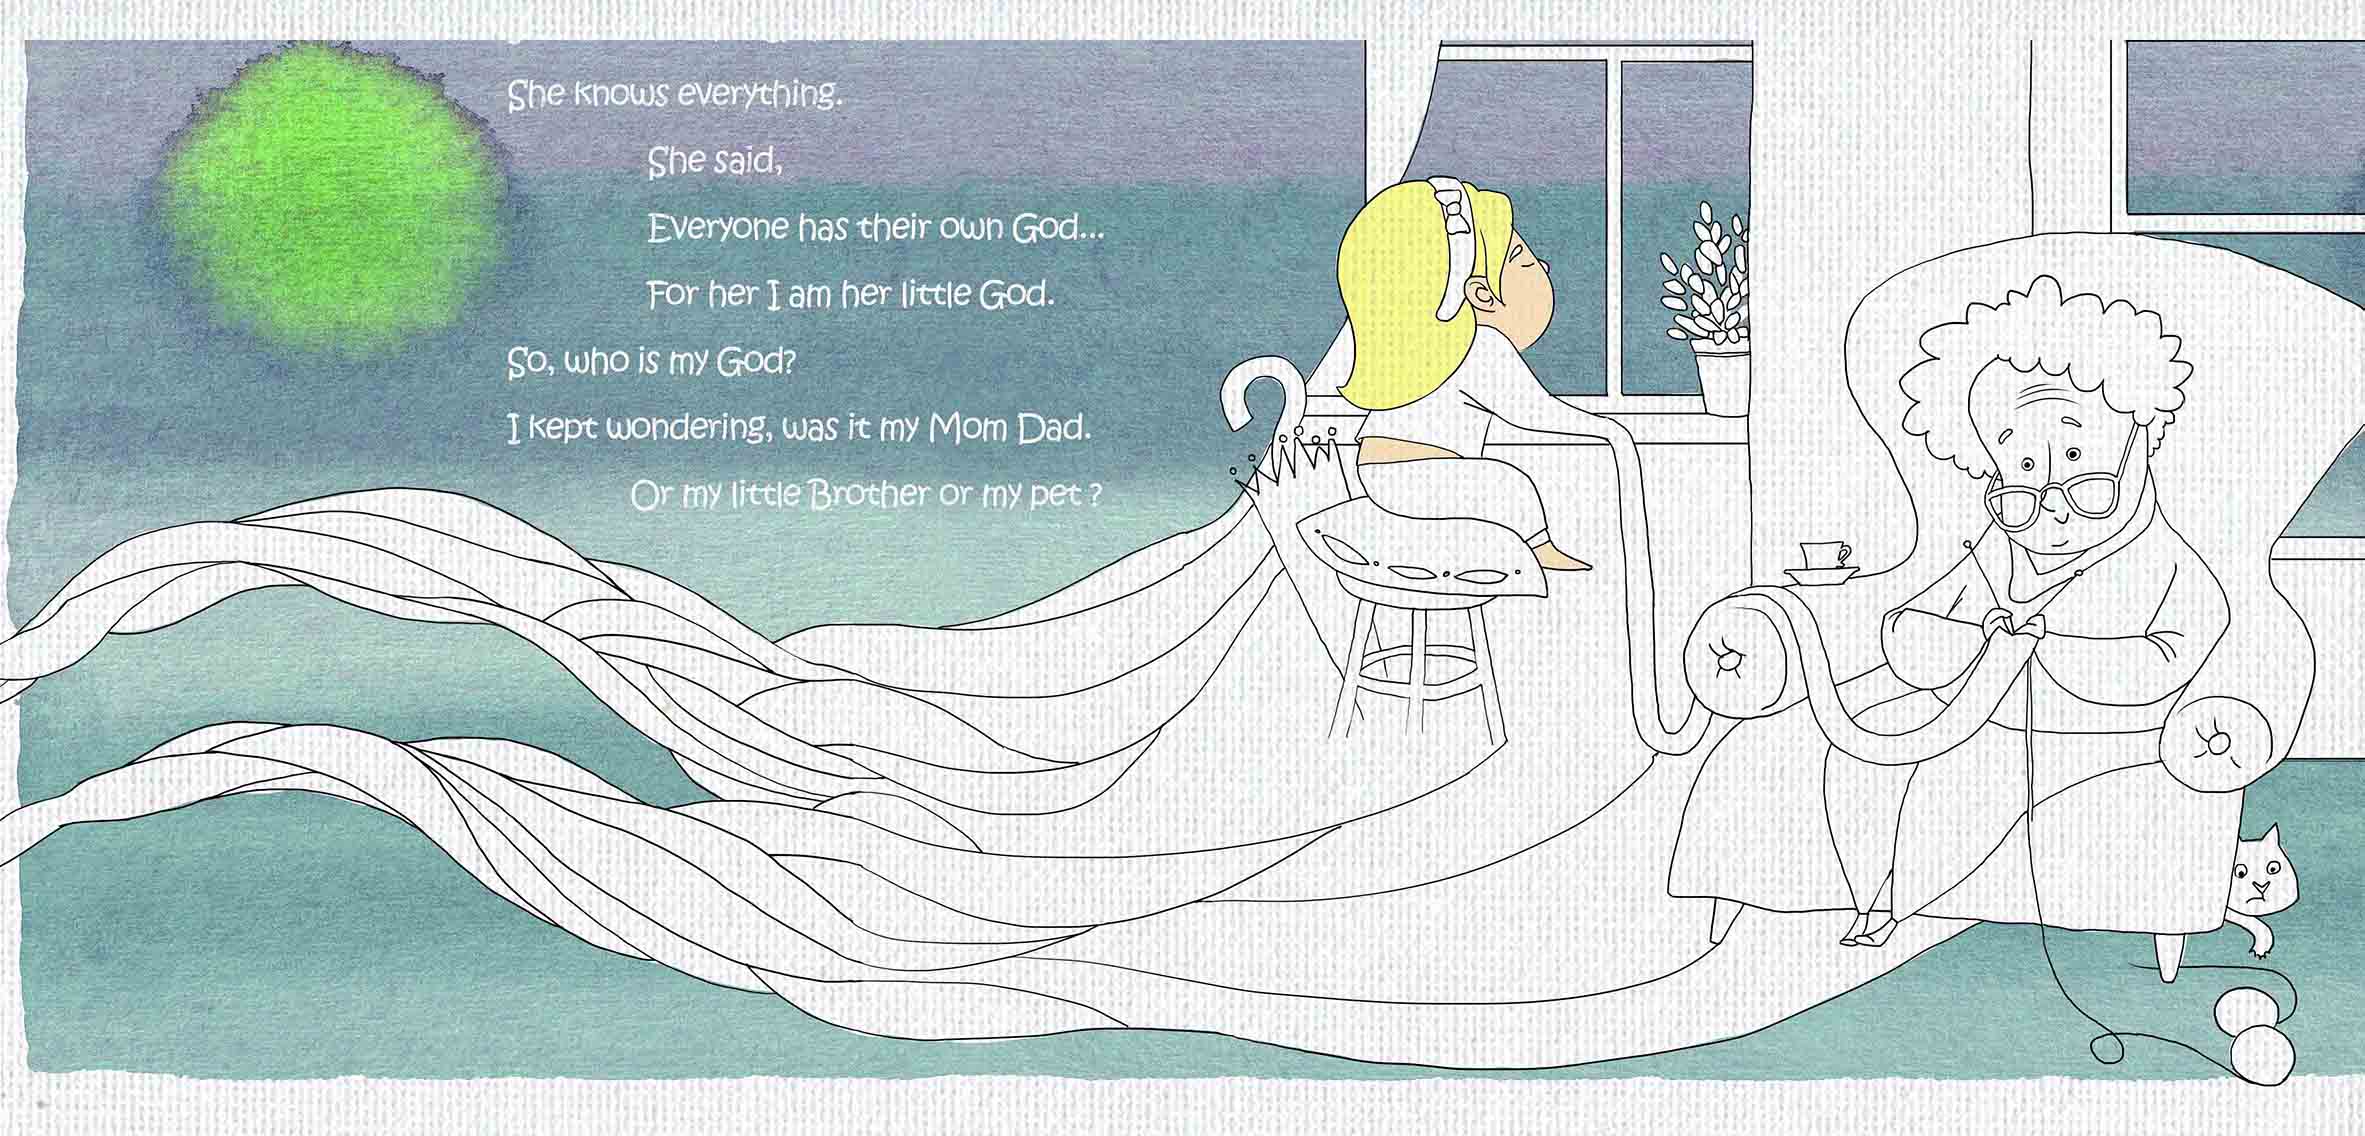 She knows everything.
She said,
Everyone has their own God...
For her I am her little God.
So, who is my God?
I kept wondering, was it my Mom Dad.
Or my little Brother or my pet ?